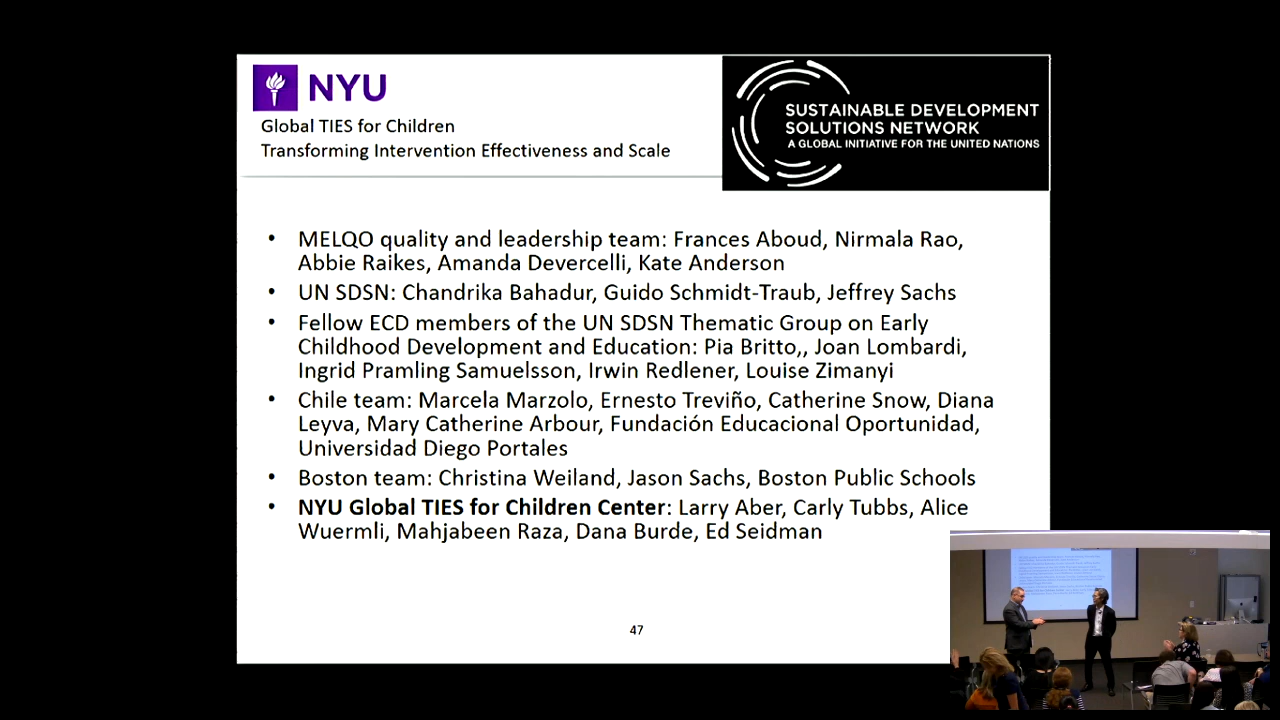 NYU
Global TIES for Children
Transforming Intervention Effectiveness and Scale
SUSTAINABLE DEVELOPMENT
SOLUTIONS NETWORK
A GLOBAL INITIATIVE FOR THE UNITED NATIONS
• MELQO quality and leadership team: Frances Aboud, Nirmala Rao,
Abbie Raikes, Amanda Devercelli, Kate Anderson
• UN SDSN: Chandrika Bahadur, Guido Schmidt-Traub, Jeffrey Sachs
• Fellow ECD members of the UN SDSN Thematic Group on Early
Childhood Development and Education: Pia Britto,, Joan Lombardi,
Ingrid Pramling Samuelsson, Irwin Redlener, Louise Zimanyi
• Chile team: Marcela Marzolo, Ernesto Treviño, Catherine Snow, Diana
Leyva, Mary Catherine Arbour, Fundación Educacional Oportunidad,
Universidad Diego Portales
• Boston team: Christina Weiland, Jason Sachs, Boston Public Schools
• NYU Global TIES for Children Center: Larry Aber, Carly Tubbs, Alice
Wuermli, Mahjabeen Raza, Dana Burde, Ed Seidman
47